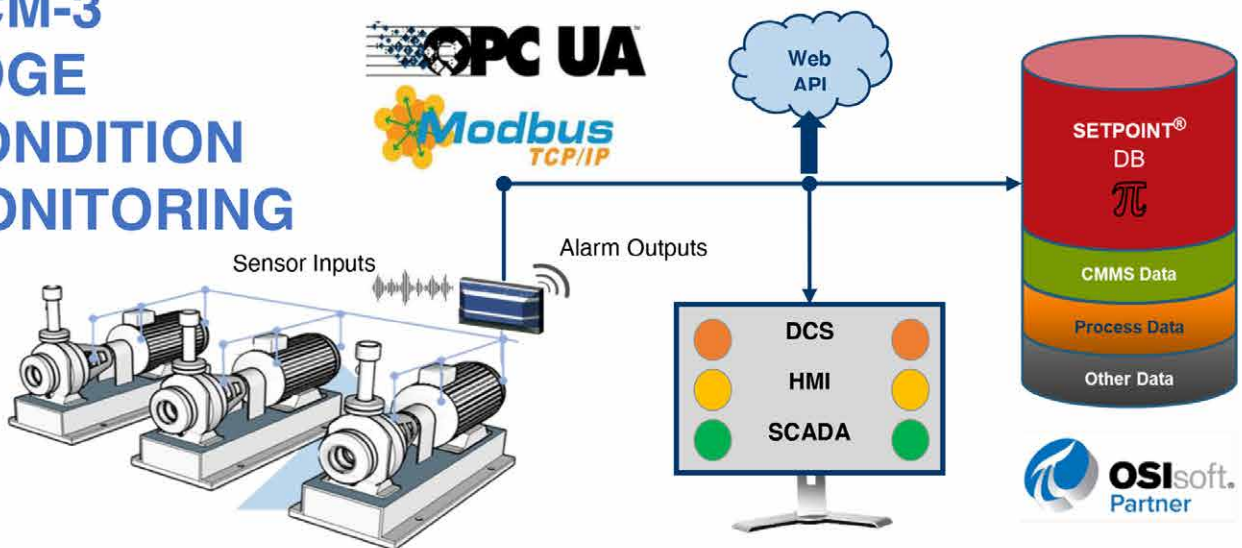 CM-3
DGE
ONDITION
ONITORING
OPC UA
Modbus
TCP/IP
Web
API
Sensor Inputs
Alarm Outputs
DCS
HMI
SCADA
SETPOINT®
DB
π
CMMS Data
Process Data
Other Data
OSIsoft.
Partner